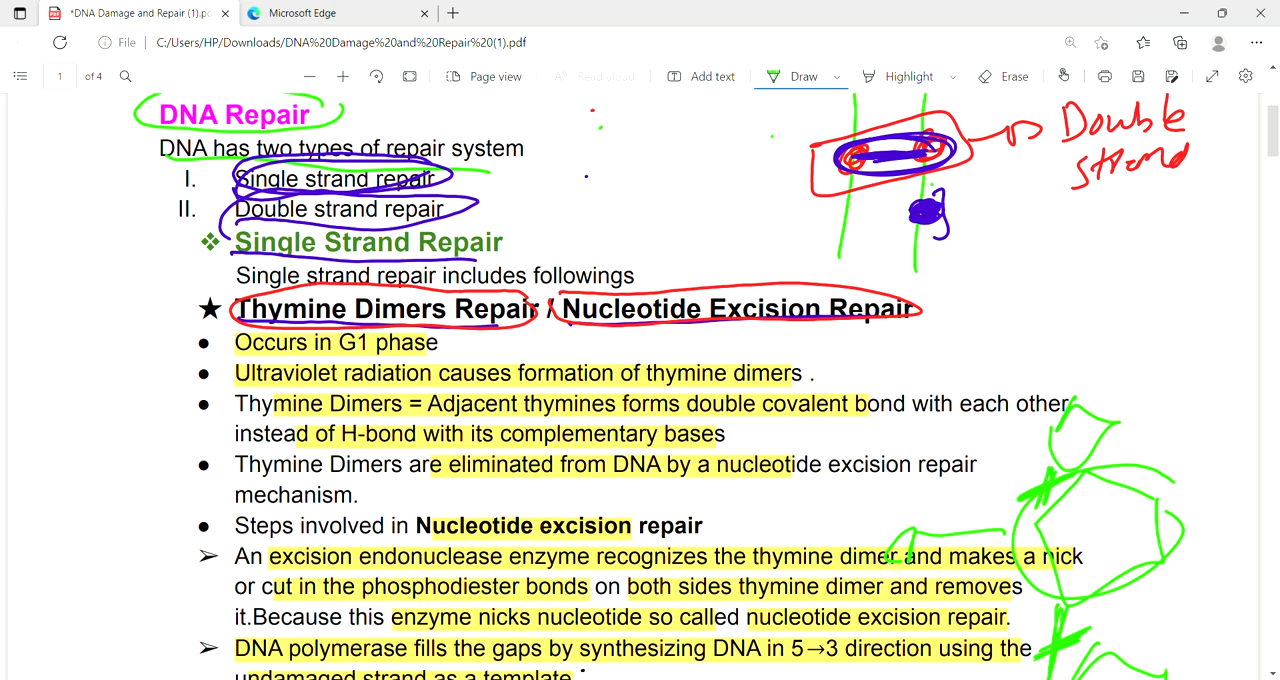 *DNA Damage and Repair (1).pc
Microsoft Edge
File
C:/Users/HP/Downloads/DNA%20Damage%20and%20Repair%20(1).pdf
1 of 4
Page view
Read aloud
Add text
Draw
Highlight
Erase
DNA Repair
DNA has two types of repair system
I. Single strand repair
II. Double strand repair
Double
strand
❖ Single Strand Repair
Single strand repair includes followings
★ Thymine Dimers Repair / Nucleotide Excision Repair
● Occurs in G1 phase
● Ultraviolet radiation causes formation of thymine dimers .
● Thymine Dimers = Adjacent thymines forms double covalent bond with each other
instead of H-bond with its complementary bases
● Thymine Dimers are eliminated from DNA by a nucleotide excision repair
mechanism.
● Steps involved in Nucleotide excision repair
➢ An excision endonuclease enzyme recognizes the thymine dimer and makes a nick
or cut in the phosphodiester bonds on both sides thymine dimer and removes
it.Because this enzyme nicks nucleotide so called nucleotide excision repair.
➢ DNA polymerase fills the gaps by synthesizing DNA in 5→3 direction using the
undamaged strand as a template.